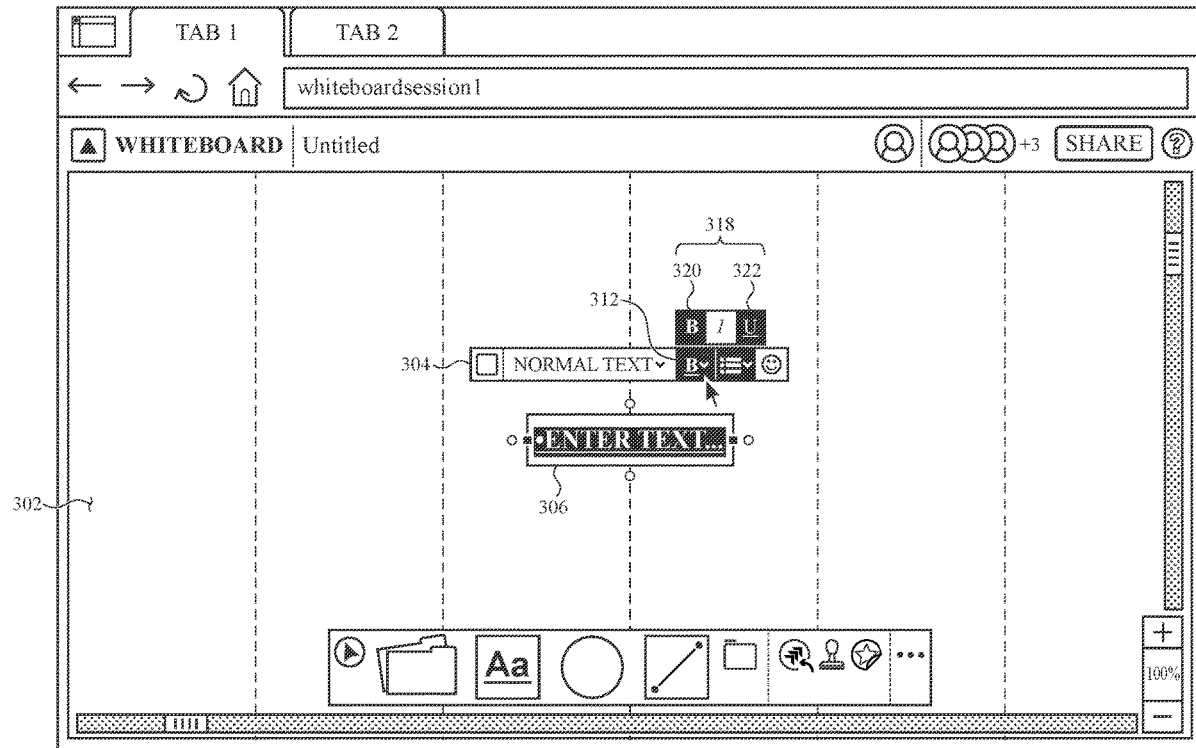 TAB 1 TAB 2
whiteboardsession1
WHITEBOARD Untitled +3 SHARE ?
318
320 322
312
B I U
304 NORMAL TEXT B
•ENTER TEXT...
302
306
Aa
+
100%
−